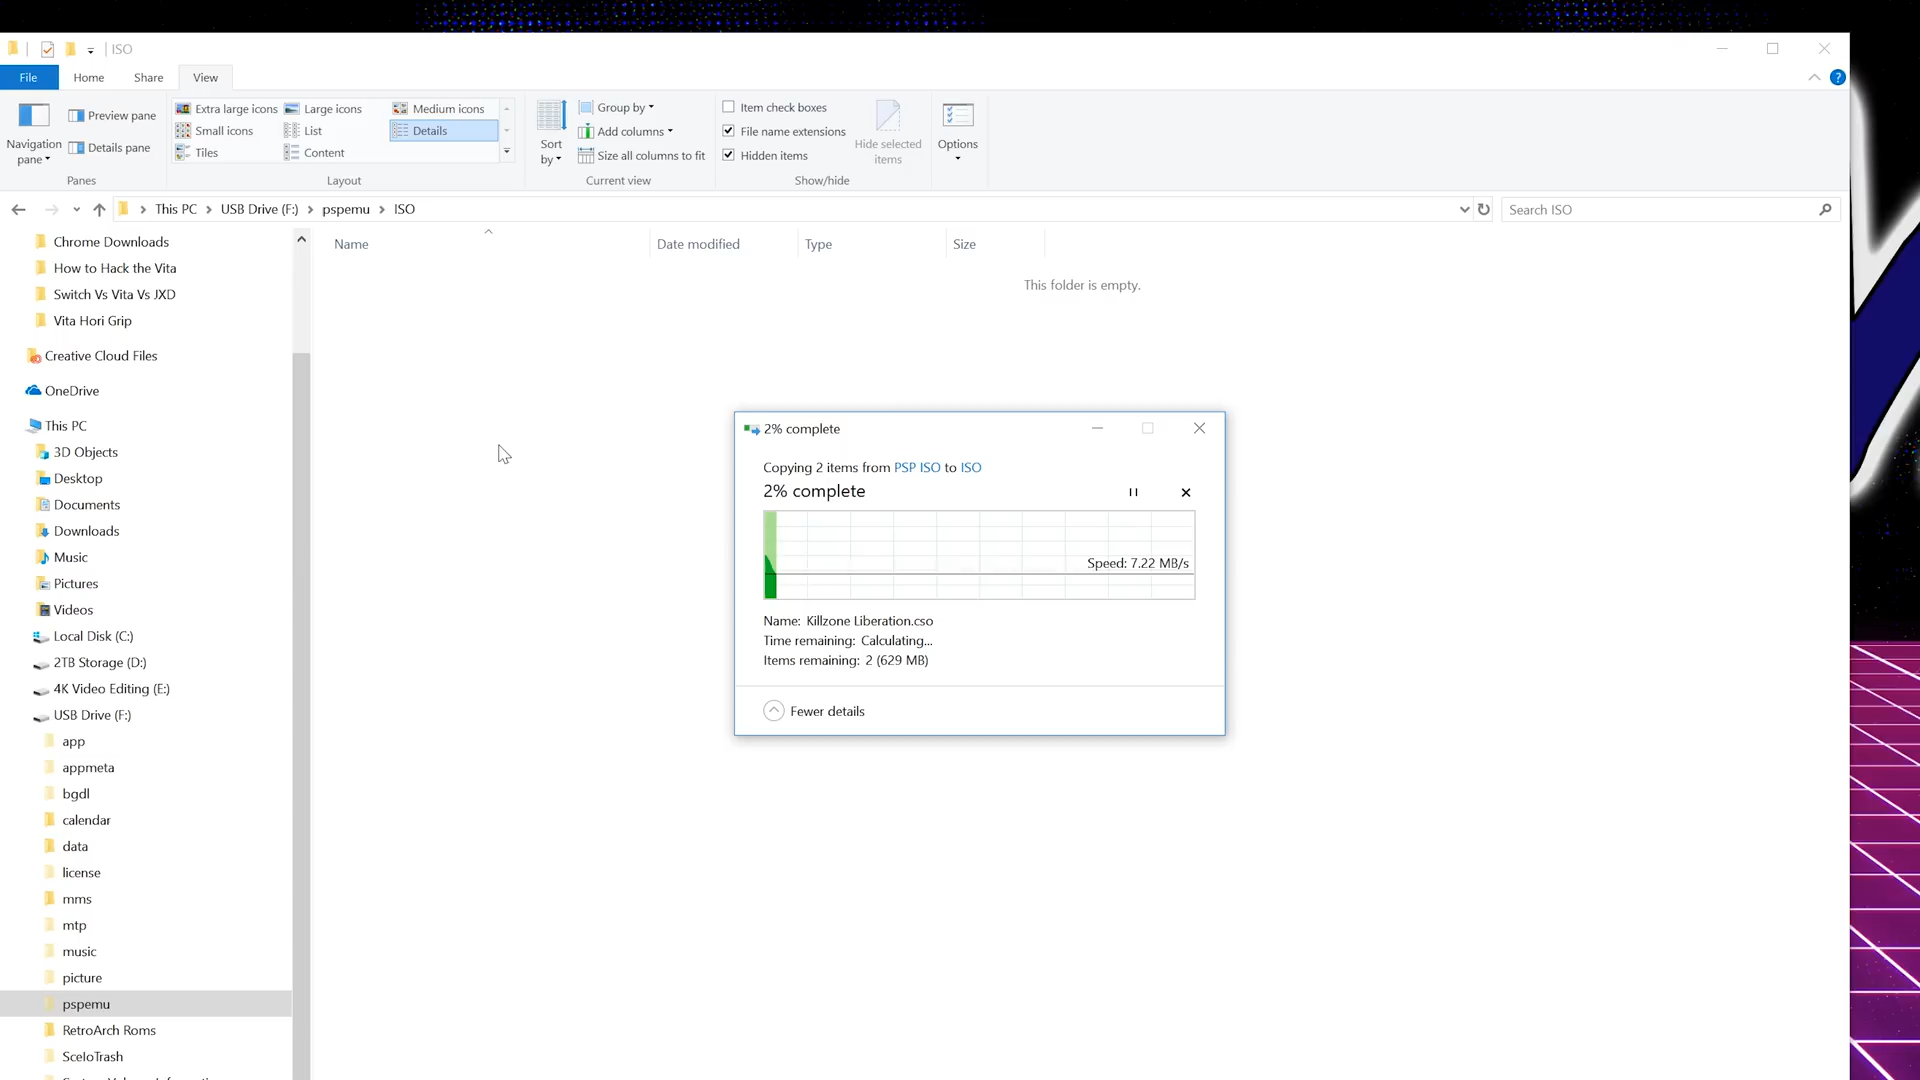 ISO
File Home Share View
Navigation pane
Preview pane
Details pane
Panes
Extra large icons Large icons Medium icons
Small icons List Details
Tiles Content
Layout
Sort by
Group by
Add columns
Size all columns to fit
Current view
Item check boxes
File name extensions
Hidden items
Hide selected items
Show/hide
Options
This PC USB Drive (F:) pspemu ISO
Search ISO
Name Date modified Type Size
This folder is empty.
Chrome Downloads
How to Hack the Vita
Switch Vs Vita Vs JXD
Vita Hori Grip
Creative Cloud Files
OneDrive
This PC
3D Objects
Desktop
Documents
Downloads
Music
Pictures
Videos
Local Disk (C:)
2TB Storage (D:)
4K Video Editing (E:)
USB Drive (F:)
app
appmeta
bgdl
calendar
data
license
mms
mtp
music
picture
pspemu
RetroArch Roms
SceIoTrash
2% complete
Copying 2 items from PSP ISO to ISO
2% complete
Speed: 7.22 MB/s
Name: Killzone Liberation.cso
Time remaining: Calculating...
Items remaining: 2 (629 MB)
Fewer details